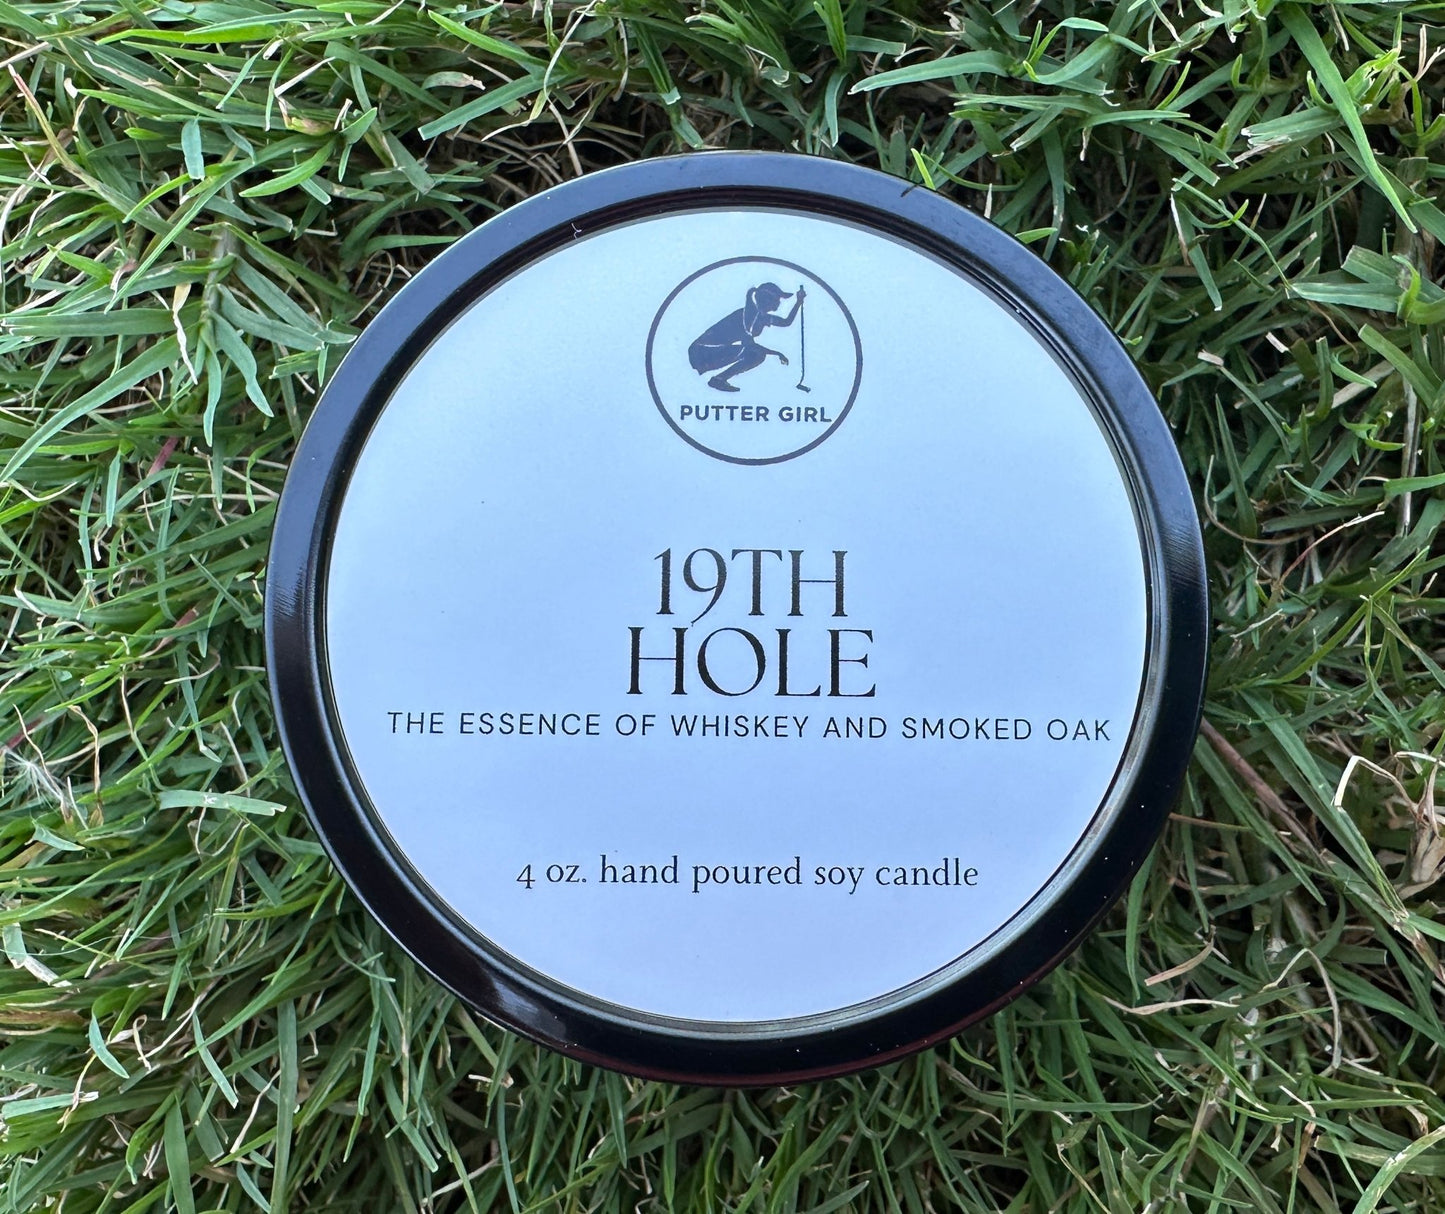 PUTTER GIRL
19TH
HOLE
THE ESSENCE OF WHISKEY AND SMOKED OAK
4 oz. hand poured soy candle